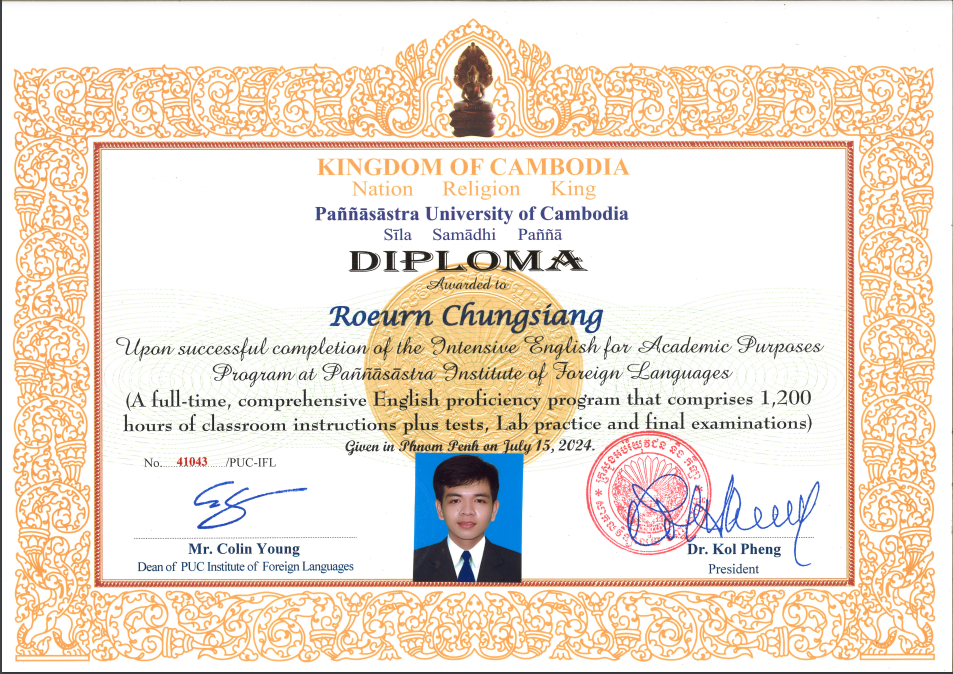 KINGDOM OF CAMBODIA
Nation Religion King
Paññāsāstra University of Cambodia
Sīla Samādhi Paññā
DIPLOMA
Awarded to
Roeurn Chungsiang
Upon successful completion of the Intensive English for Academic Purposes
Program at Paññāsāstra Institute of Foreign Languages
(A full-time, comprehensive English proficiency program that comprises 1,200
hours of classroom instructions plus tests, Lab practice and final examinations)
Given in Phnom Penh on July 15, 2024.
No. 41043 /PUC-IFL
Mr. Colin Young
Dean of PUC Institute of Foreign Languages
Dr. Kol Pheng
President